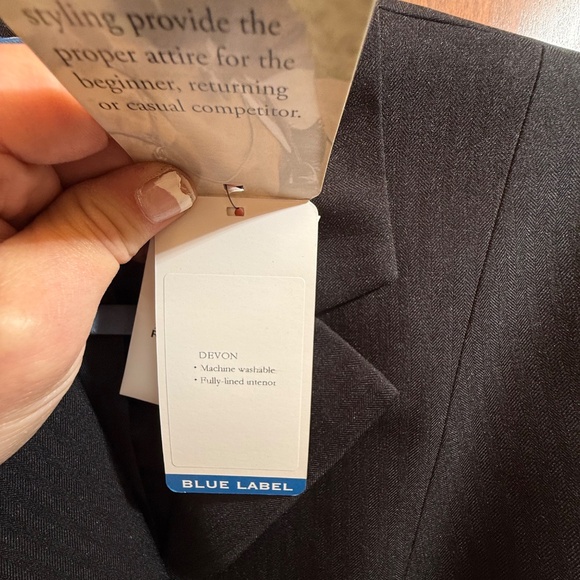 styling provide the
proper attire for the
beginner, returning
or casual competitor.
DEVON
• Machine washable
• Fully-lined interior
BLUE LABEL